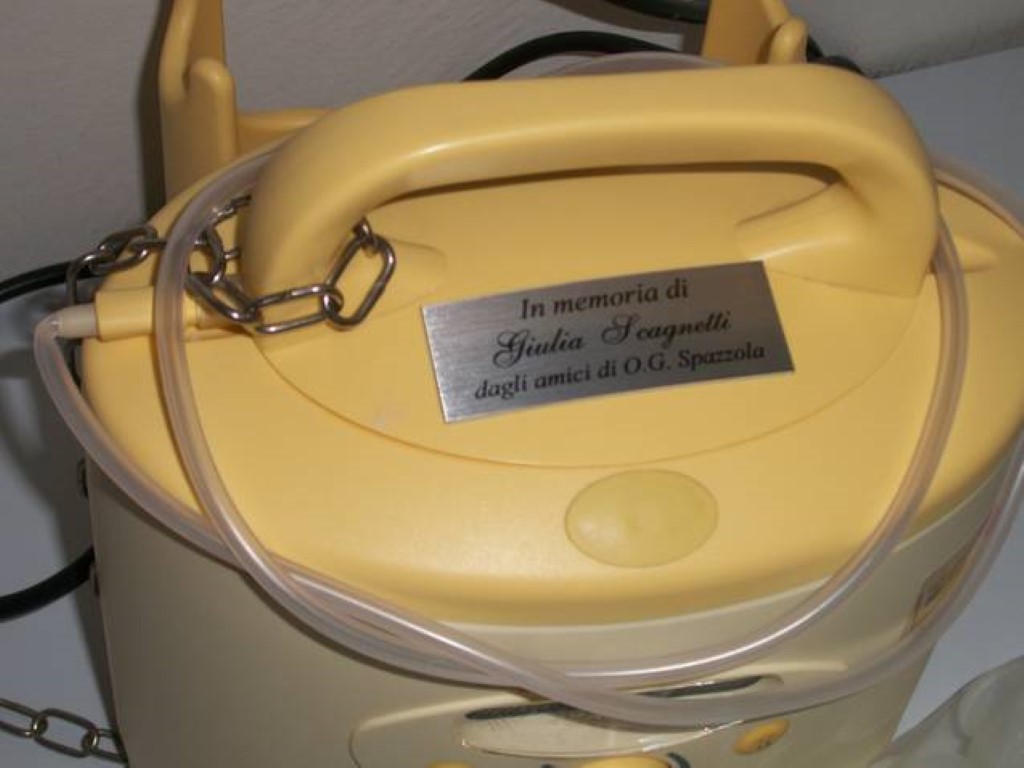 In memoria di
Giulia Scagnetti
dagli amici di O.G. Spazzola